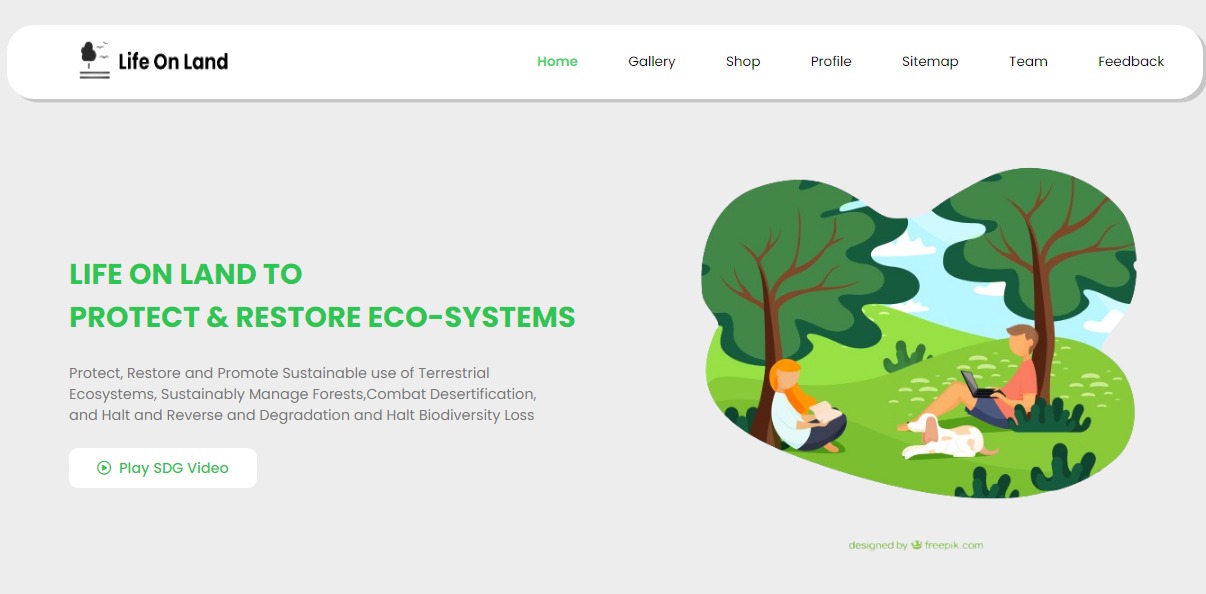 Life On Land
Home Gallery Shop Profile Sitemap Team Feedback
LIFE ON LAND TO
PROTECT & RESTORE ECO-SYSTEMS
Protect, Restore and Promote Sustainable use of Terrestrial
Ecosystems, Sustainably Manage Forests,Combat Desertification,
and Halt and Reverse and Degradation and Halt Biodiversity Loss
Play SDG Video
designed by freepik.com